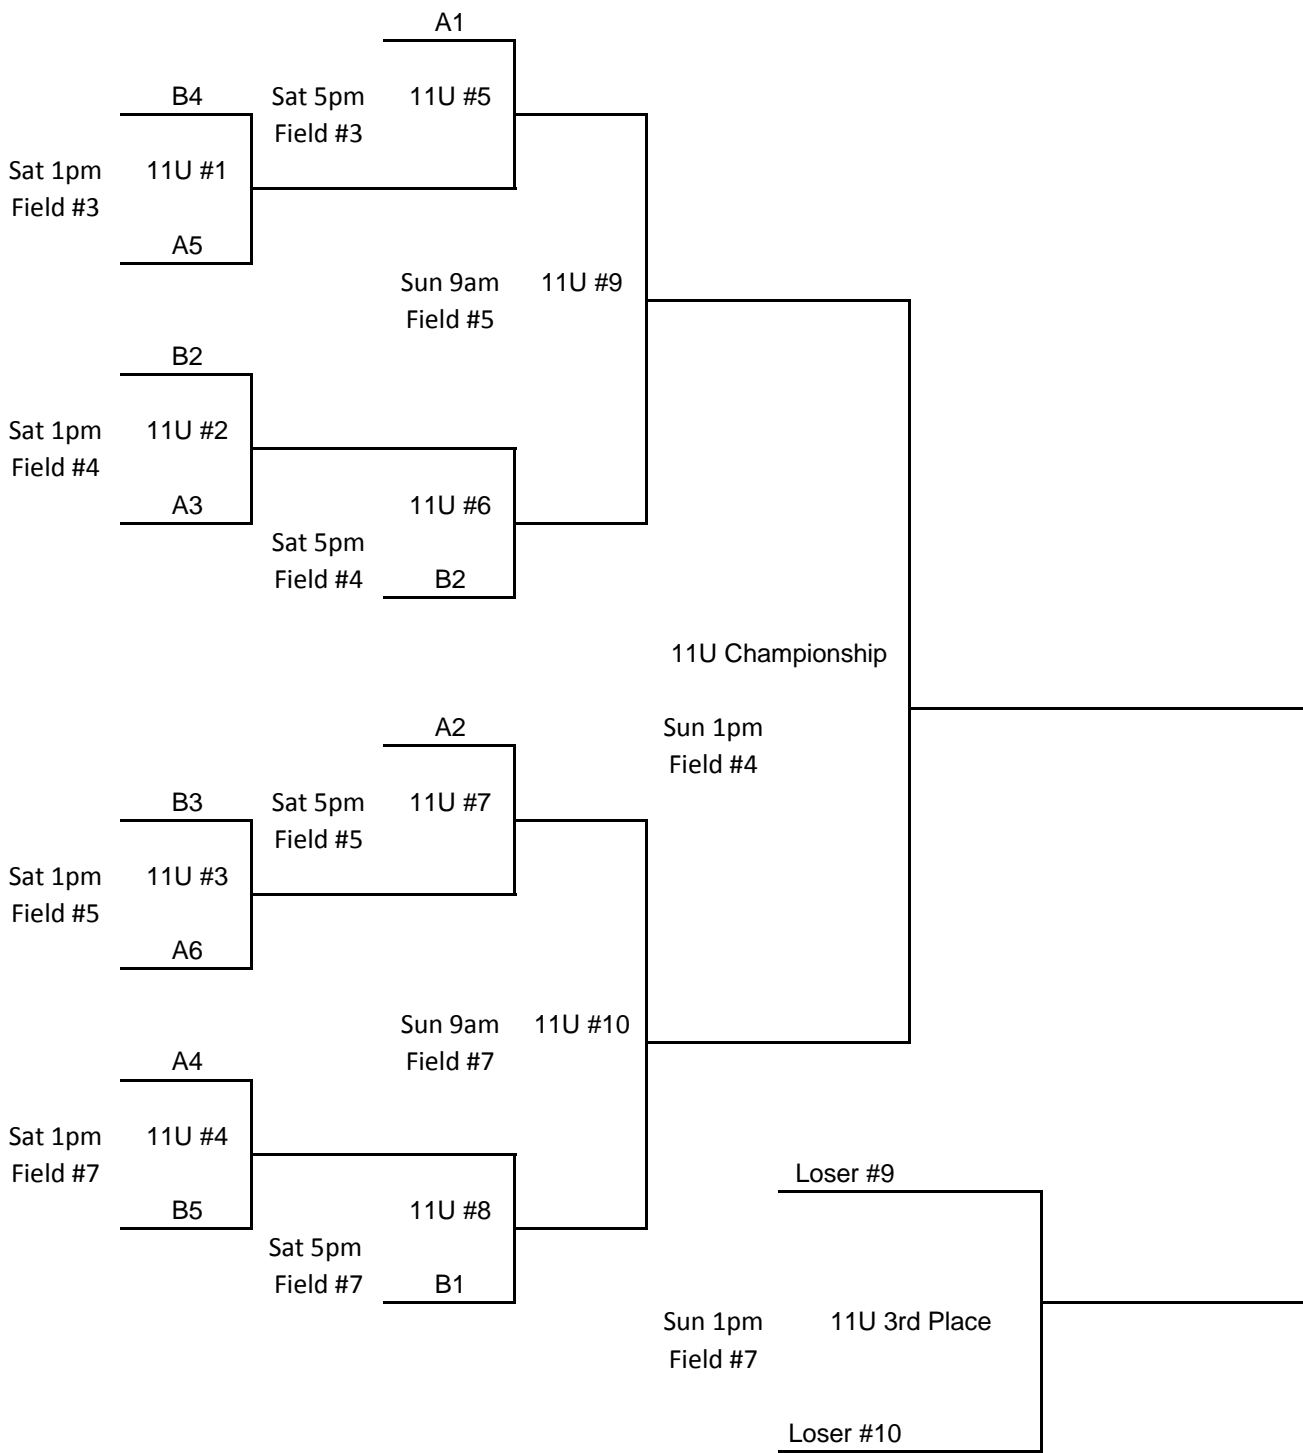 A1
B4
Sat 5pm
11U #5
Field #3
Sat 1pm
11U #1
Field #3
A5
Sun 9am
11U #9
Field #5
B2
Sat 1pm
11U #2
Field #4
A3
11U #6
Sat 5pm
Field #4
B2
11U Championship
A2
Sun 1pm
Field #4
B3
Sat 5pm
11U #7
Field #5
Sat 1pm
11U #3
Field #5
A6
Sun 9am
11U #10
Field #7
A4
Sat 1pm
11U #4
Field #7
Loser #9
B5
11U #8
Sat 5pm
Field #7
B1
Sun 1pm
11U 3rd Place
Field #7
Loser #10